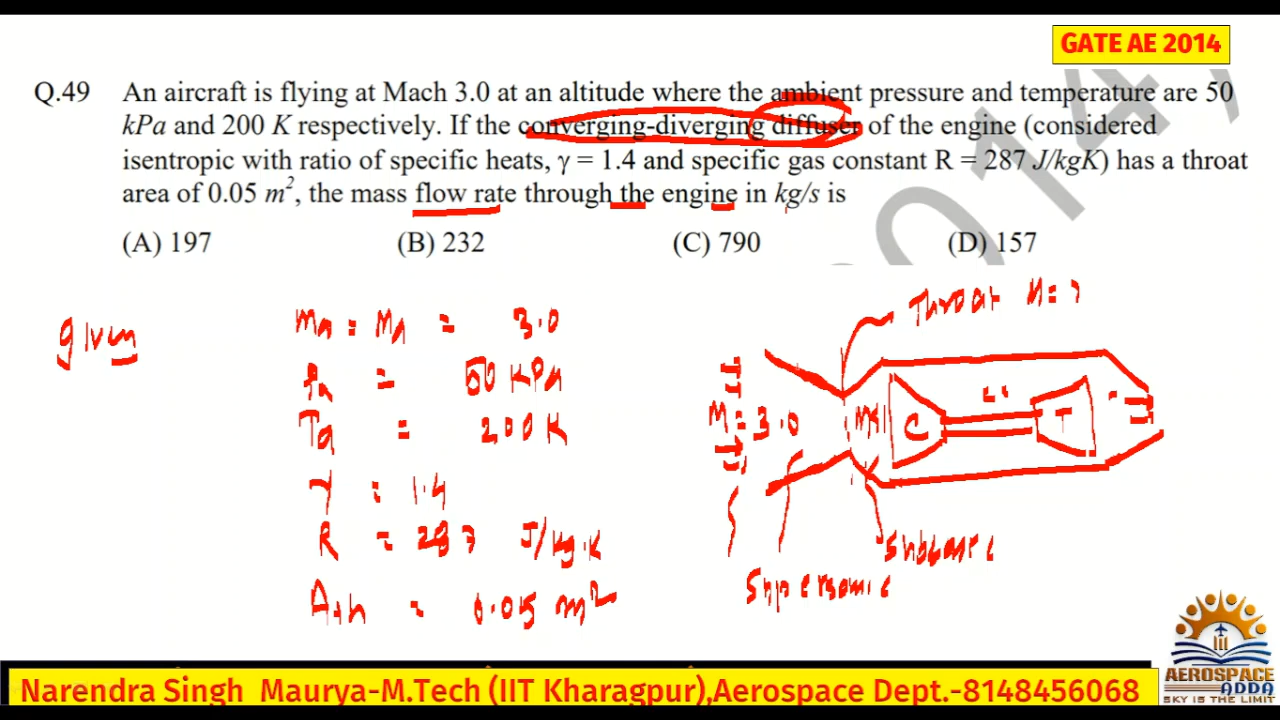 GATE AE 2014
Q.49 An aircraft is flying at Mach 3.0 at an altitude where the ambient pressure and temperature are 50
kPa and 200 K respectively. If the converging-diverging diffuser of the engine (considered
isentropic with ratio of specific heats, γ = 1.4 and specific gas constant R = 287 J/kgK) has a throat
area of 0.05 m², the mass flow rate through the engine in kg/s is
(A) 197 (B) 232 (C) 790 (D) 157
given
Ma = MA = 3.0
Pa = 50 KPa
Ta = 200 K
γ = 1.4
R = 287 J/kg.K
Ath = 0.05 m²
Throat M = ?
M = 3.0
M<1
C
T
Subsonic
Supersonic
2014
AEROSPACE
ADDA
SKY IS THE LIMIT
Narendra Singh Maurya-M.Tech (IIT Kharagpur),Aerospace Dept.-8148456068